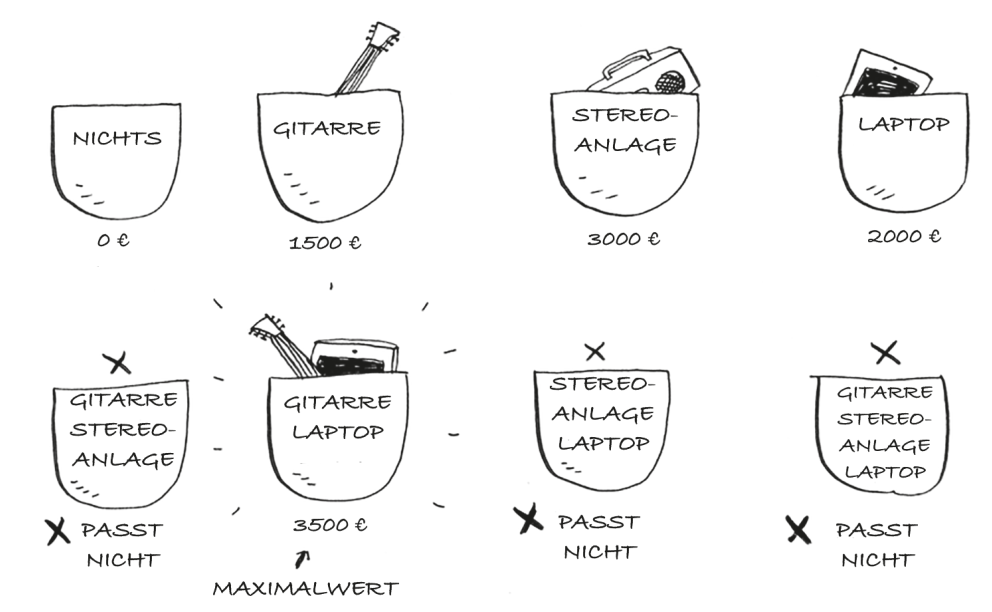 NICHTS
0 €
GITARRE
1500 €
STEREO-
ANLAGE
3000 €
LAPTOP
2000 €
GITARRE
STEREO-
ANLAGE
PASST
NICHT
GITARRE
LAPTOP
3500 €
MAXIMALWERT
STEREO-
ANLAGE
LAPTOP
PASST
NICHT
GITARRE
STEREO-
ANLAGE
LAPTOP
PASST
NICHT